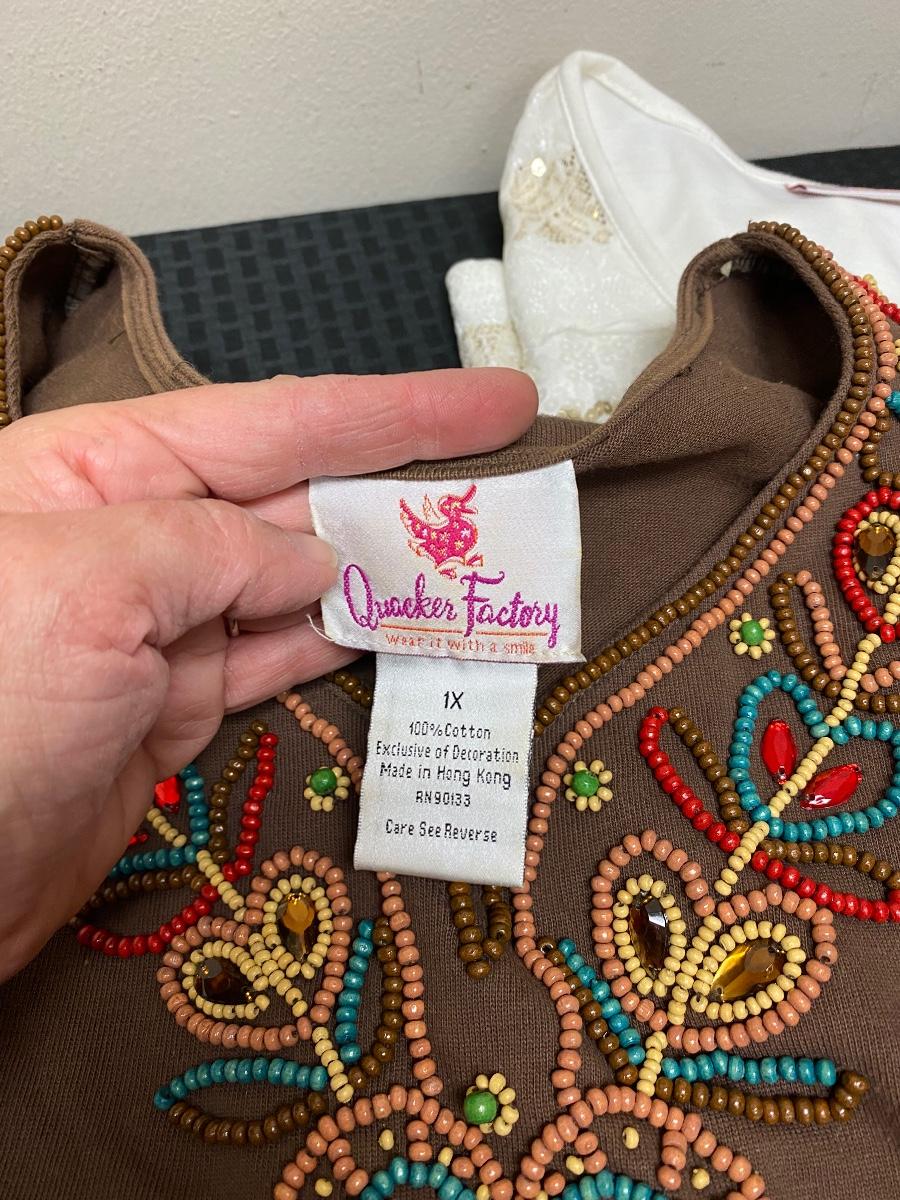 Quacker Factory
wear it with a smile
1X
100%Cotton
Exclusive of Decoration
Made in Hong Kong
RN90133
Care See Reverse